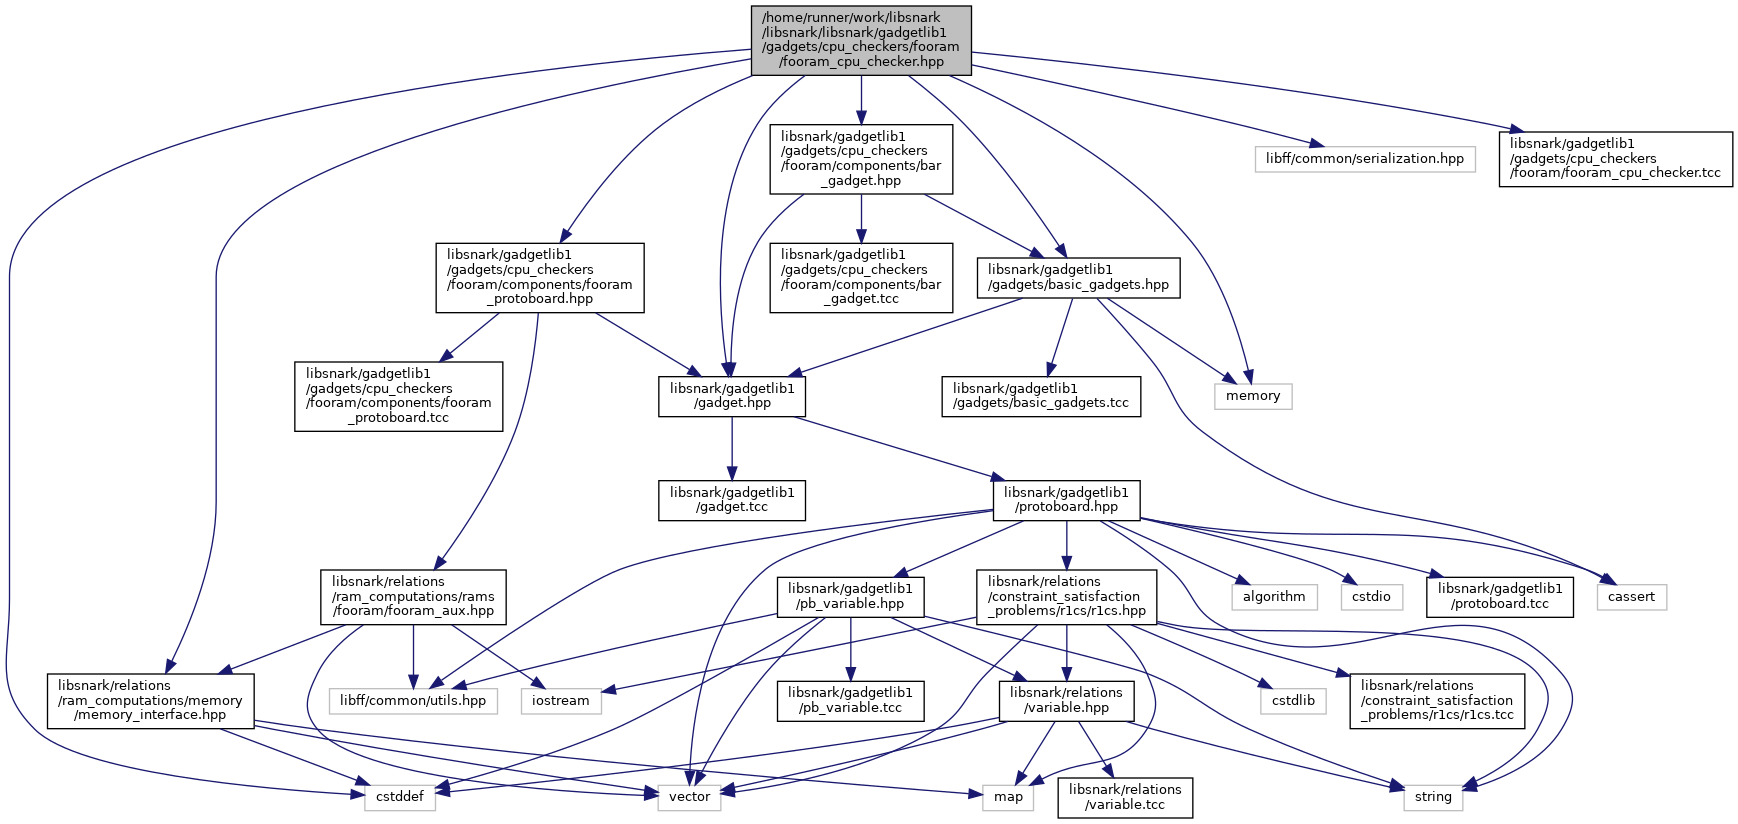 /home/runner/work/libsnark
/libsnark/libsnark/gadgetlib1
/gadgets/cpu_checkers/fooram
/fooram_cpu_checker.hpp
libsnark/gadgetlib1
/gadgets/cpu_checkers
/fooram/components/bar
_gadget.hpp
libff/common/serialization.hpp
libsnark/gadgetlib1
/gadgets/cpu_checkers
/fooram/fooram_cpu_checker.tcc
libsnark/gadgetlib1
/gadgets/cpu_checkers
/fooram/components/fooram
_protoboard.hpp
libsnark/gadgetlib1
/gadgets/cpu_checkers
/fooram/components/bar
_gadget.tcc
libsnark/gadgetlib1
/gadgets/basic_gadgets.hpp
libsnark/gadgetlib1
/gadgets/cpu_checkers
/fooram/components/fooram
_protoboard.tcc
libsnark/gadgetlib1
/gadget.hpp
libsnark/gadgetlib1
/gadgets/basic_gadgets.tcc
memory
libsnark/gadgetlib1
/gadget.tcc
libsnark/gadgetlib1
/protoboard.hpp
libsnark/relations
/ram_computations/rams
/fooram/fooram_aux.hpp
libsnark/gadgetlib1
/pb_variable.hpp
libsnark/relations
/constraint_satisfaction
_problems/r1cs/r1cs.hpp
algorithm
cstdio
libsnark/gadgetlib1
/protoboard.tcc
cassert
libsnark/relations
/ram_computations/memory
/memory_interface.hpp
libff/common/utils.hpp
iostream
libsnark/gadgetlib1
/pb_variable.tcc
libsnark/relations
/variable.hpp
cstdlib
libsnark/relations
/constraint_satisfaction
_problems/r1cs/r1cs.tcc
cstddef
vector
map
libsnark/relations
/variable.tcc
string